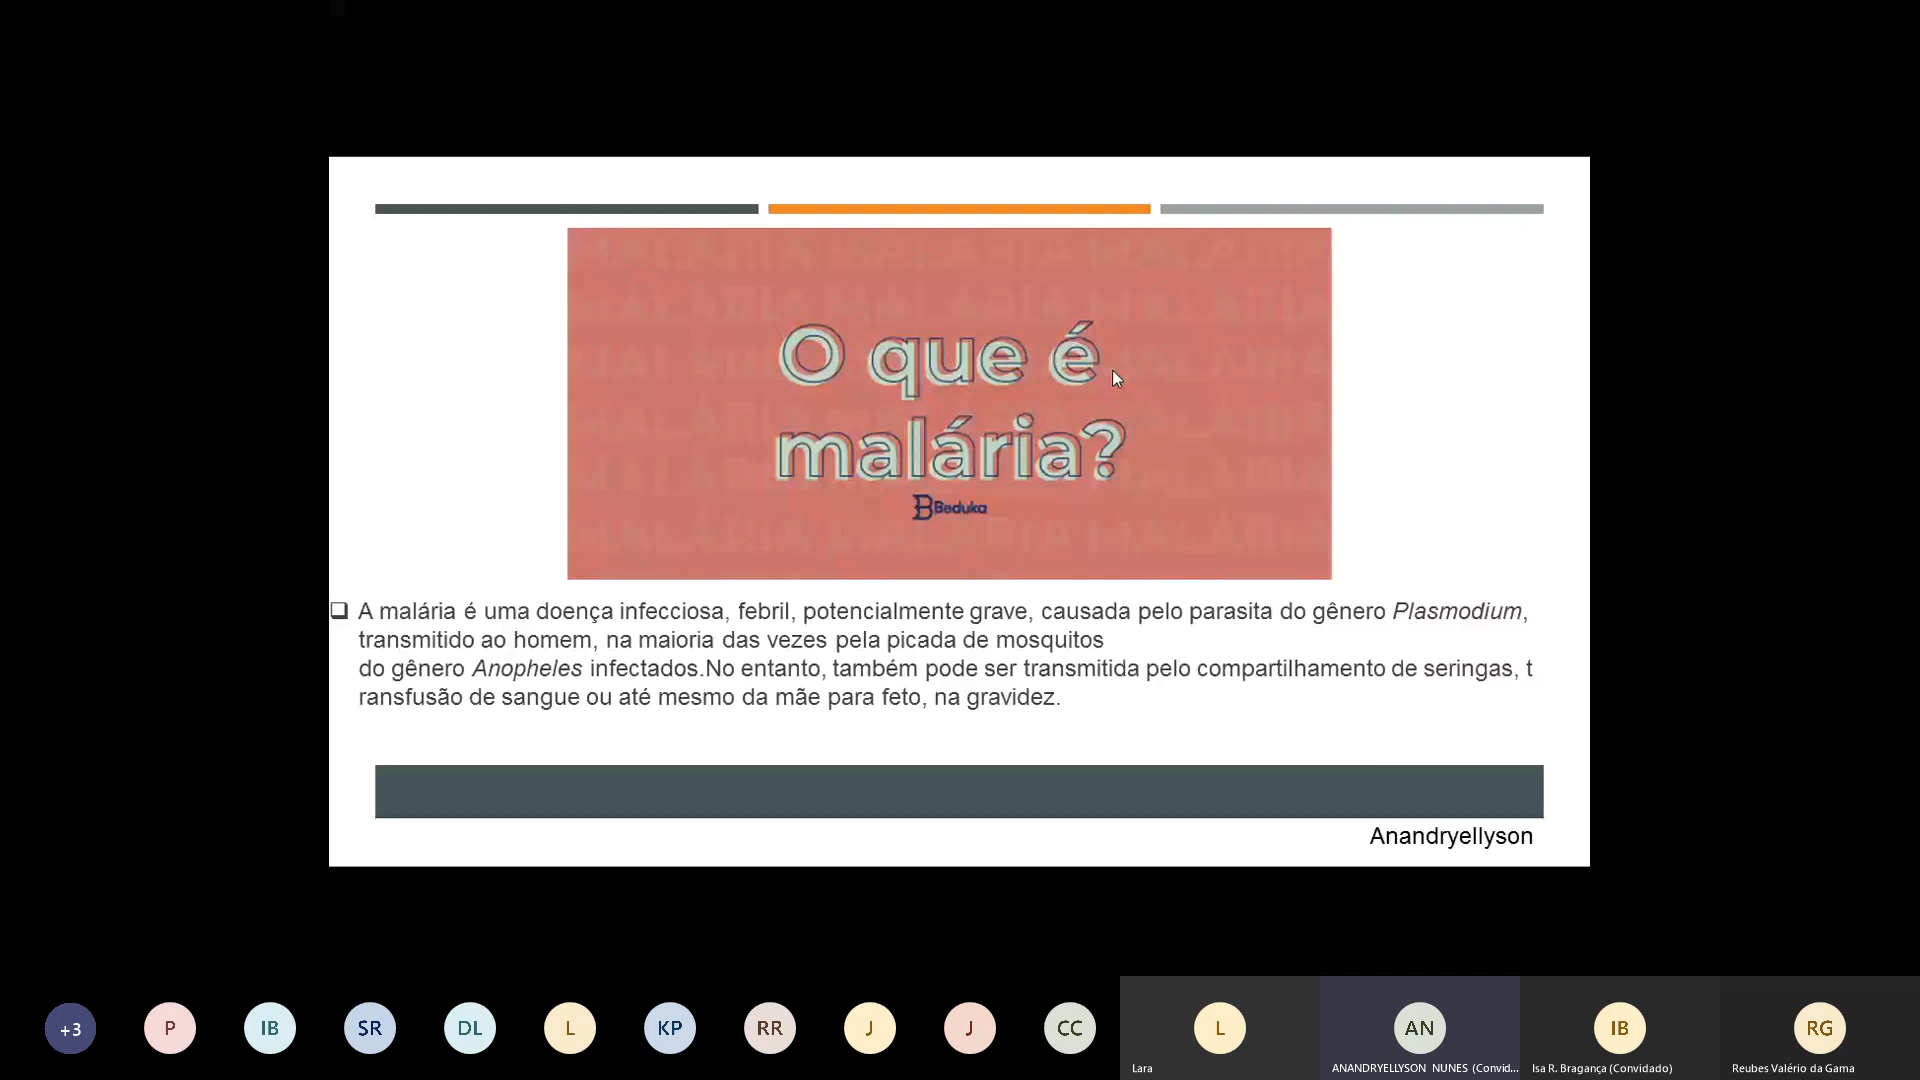 O que é
malária?
Beduka
A malária é uma doença infecciosa, febril, potencialmente grave, causada pelo parasita do gênero Plasmodium,
transmitido ao homem, na maioria das vezes pela picada de mosquitos
do gênero Anopheles infectados.No entanto, também pode ser transmitida pelo compartilhamento de seringas, t
ransfusão de sangue ou até mesmo da mãe para feto, na gravidez.
Anandryellyson
+3 P IB SR DL L KP RR J J CC L AN IB RG
Lara ANANDRYELLYSON NUNES (Convid... Isa R. Bragança (Convidado) Reubes Valério da Gama